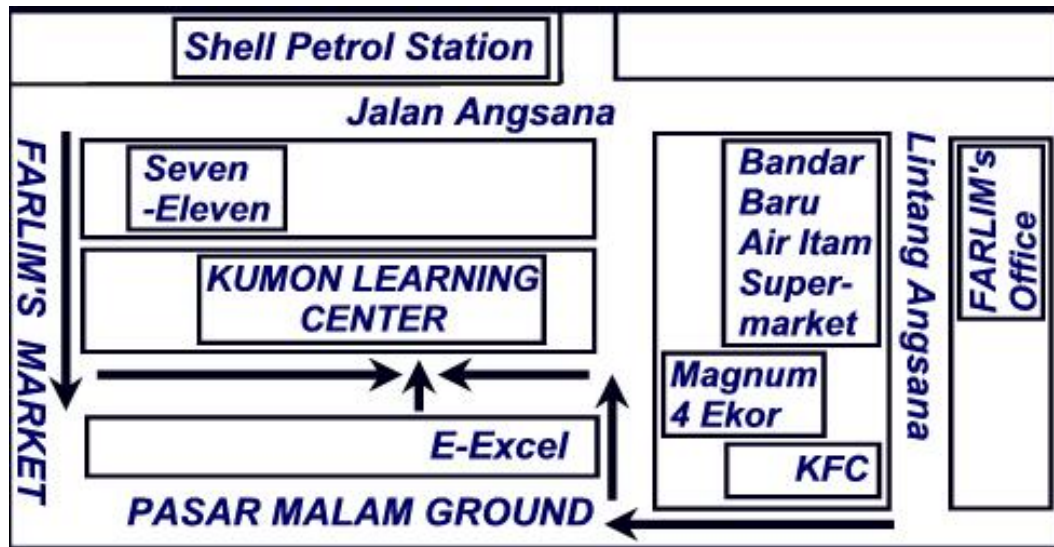 Shell Petrol Station
Jalan Angsana
FARLIM'S MARKET
Seven
-Eleven
KUMON LEARNING
CENTER
E-Excel
PASAR MALAM GROUND
Bandar
Baru
Air Itam
Super-
market
Magnum
4 Ekor
KFC
Lintang Angsana
FARLIM's
Office